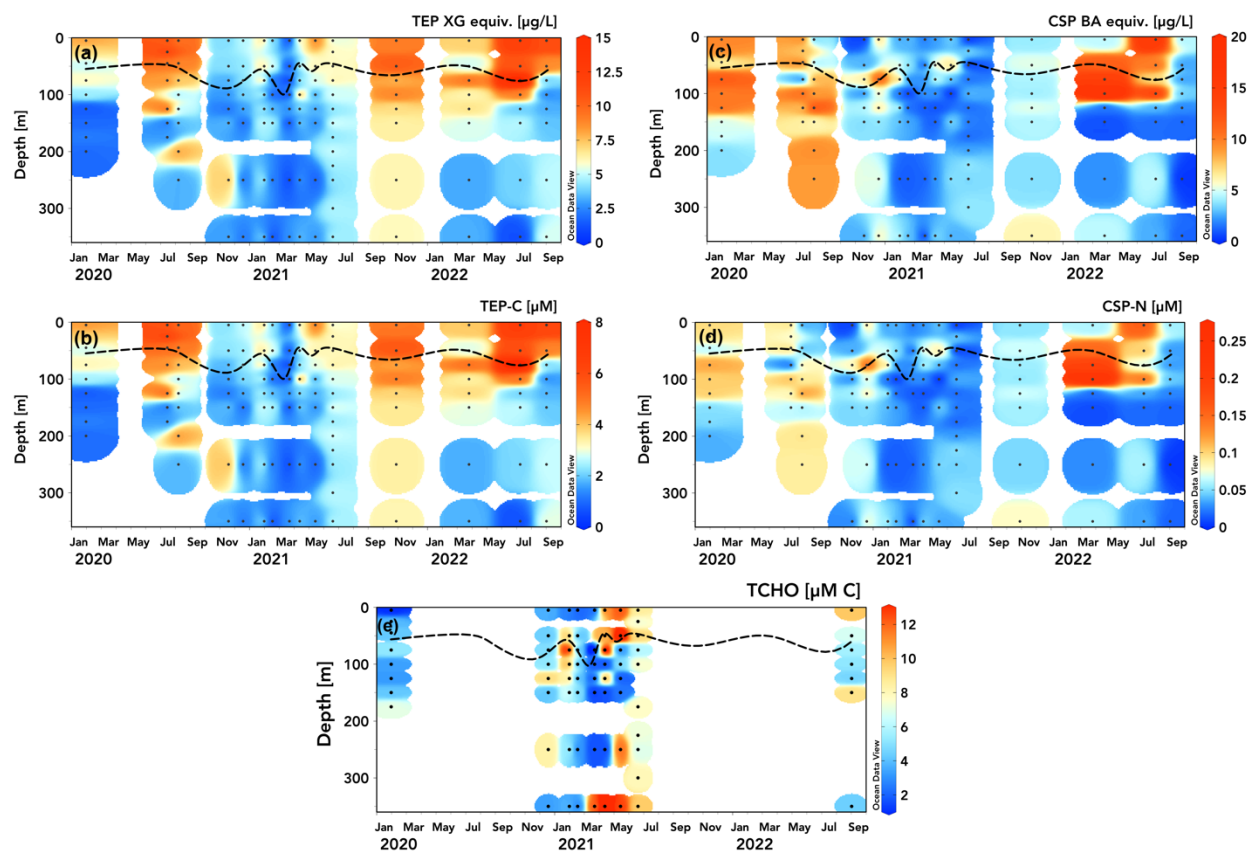 TEP XG equiv. [µg/L]
(a)
Depth [m]
0
100
200
300
Jan Mar May Jul Sep Nov Jan Mar May Jul Sep Nov Jan Mar May Jul Sep
2020 2021 2022
15
12.5
10
7.5
5
2.5
0
Ocean Data View
CSP BA equiv. [µg/L]
(c)
Depth [m]
0
100
200
300
Jan Mar May Jul Sep Nov Jan Mar May Jul Sep Nov Jan Mar May Jul Sep
2020 2021 2022
20
15
10
5
0
Ocean Data View
TEP-C [µM]
(b)
Depth [m]
0
100
200
300
Jan Mar May Jul Sep Nov Jan Mar May Jul Sep Nov Jan Mar May Jul Sep
2020 2021 2022
8
6
4
2
0
Ocean Data View
CSP-N [µM]
(d)
Depth [m]
0
100
200
300
Jan Mar May Jul Sep Nov Jan Mar May Jul Sep Nov Jan Mar May Jul Sep
2020 2021 2022
0.25
0.2
0.15
0.1
0.05
0
Ocean Data View
TCHO [µM C]
(e)
Depth [m]
0
100
200
300
Jan Mar May Jul Sep Nov Jan Mar May Jul Sep Nov Jan Mar May Jul Sep
2020 2021 2022
12
10
8
6
4
2
Ocean Data View